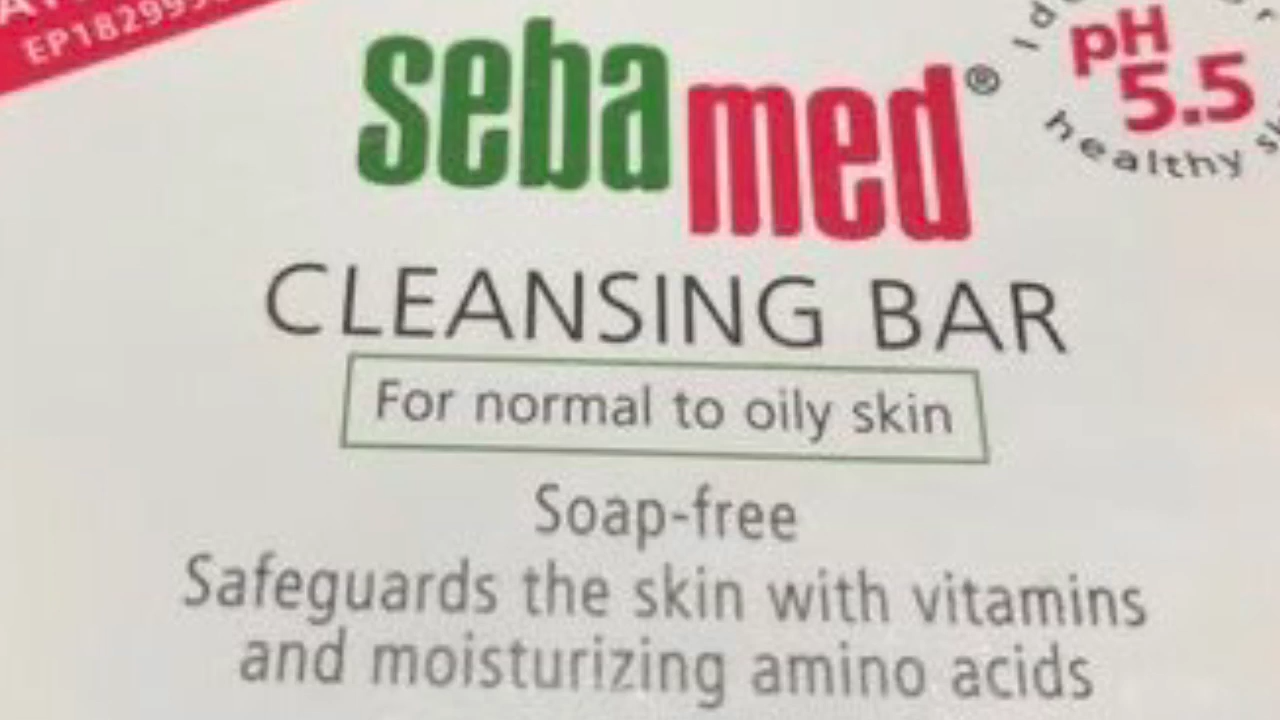 sebamed®
pH
5.5
healthy
CLEANSING BAR
For normal to oily skin
Soap-free
Safeguards the skin with vitamins
and moisturizing amino acids